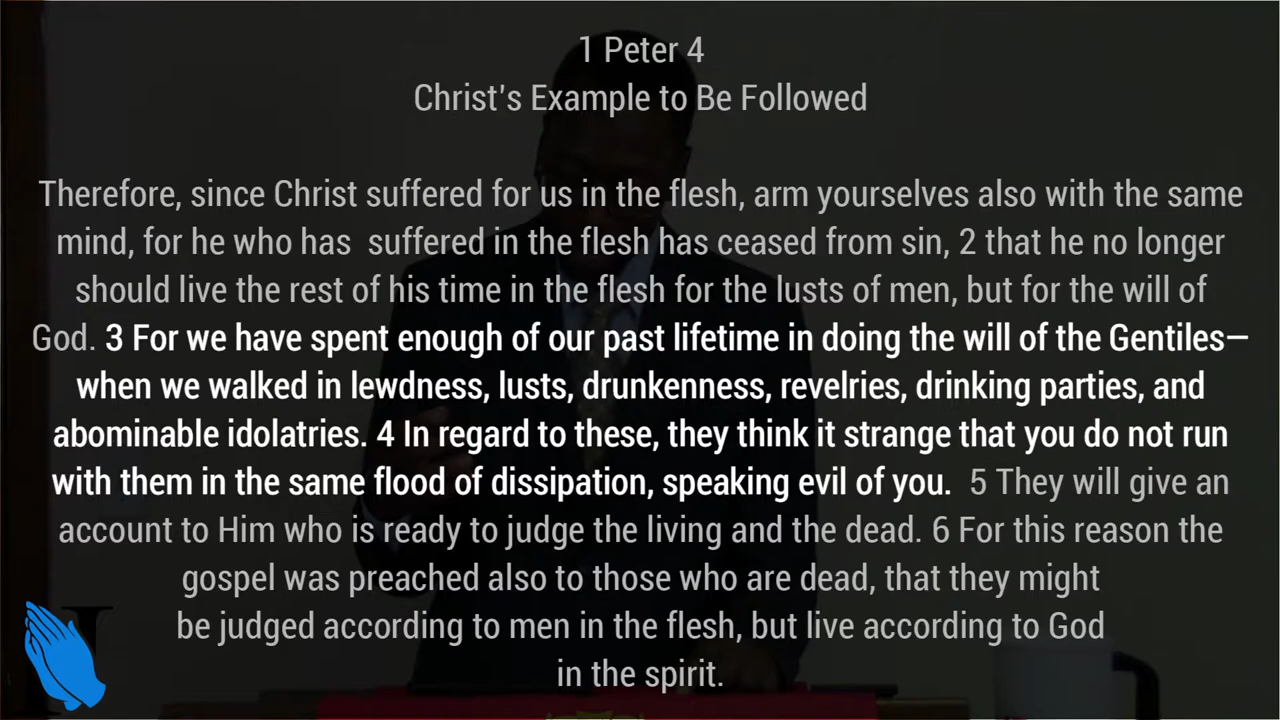 1 Peter 4
Christ's Example to Be Followed
Therefore, since Christ suffered for us in the flesh, arm yourselves also with the same
mind, for he who has suffered in the flesh has ceased from sin, 2 that he no longer
should live the rest of his time in the flesh for the lusts of men, but for the will of
God. 3 For we have spent enough of our past lifetime in doing the will of the Gentiles—
when we walked in lewdness, lusts, drunkenness, revelries, drinking parties, and
abominable idolatries. 4 In regard to these, they think it strange that you do not run
with them in the same flood of dissipation, speaking evil of you. 5 They will give an
account to Him who is ready to judge the living and the dead. 6 For this reason the
gospel was preached also to those who are dead, that they might
be judged according to men in the flesh, but live according to God
in the spirit.